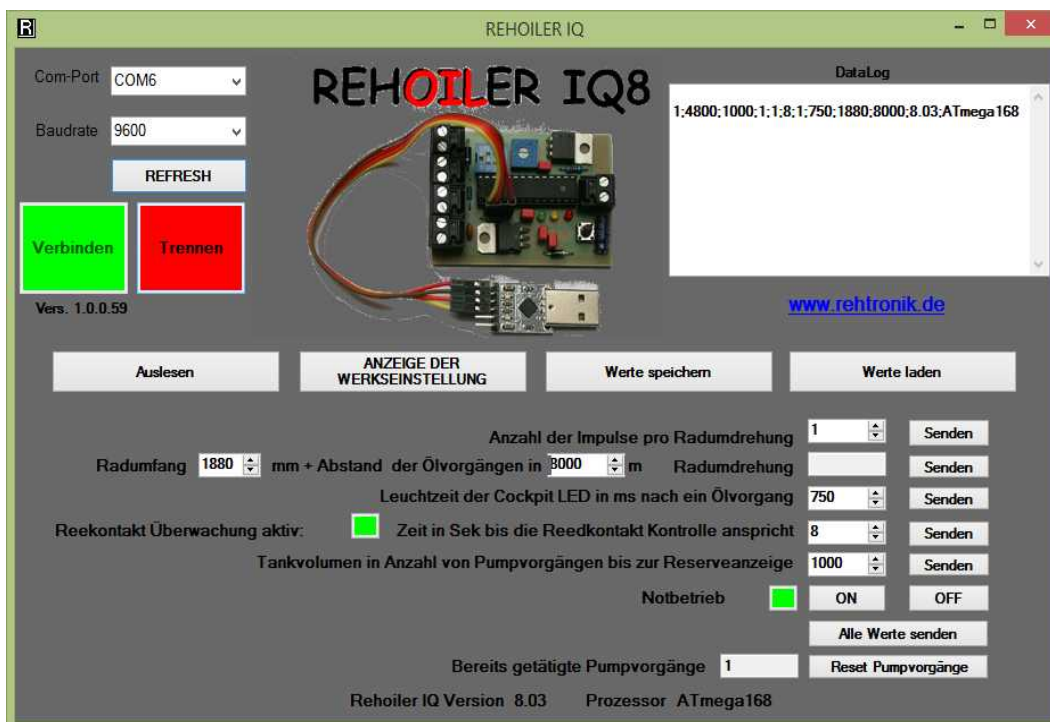 REHOILER IQ
Com-Port COM6
Baudrate 9600
REFRESH
Verbinden
Trennen
Vers. 1.0.0.59
REHOILER IQ8
DataLog
1;4800;1000;1;1;8;1;750;1880;8000;8.03;ATmega168
www.rehtronik.de
Auslesen
ANZEIGE DER
WERKSEINSTELLUNG
Werte speichern
Werte laden
Anzahl der Impulse pro Radumdrehung 1 Senden
Radumfang 1880 mm + Abstand der Ölvorgängen in 8000 m Radumdrehung Senden
Leuchtzeit der Cockpit LED in ms nach ein Ölvorgang 750 Senden
Reekontakt Überwachung aktiv: Zeit in Sek bis die Reedkontakt Kontrolle anspricht 8 Senden
Tankvolumen in Anzahl von Pumpvorgängen bis zur Reserveanzeige 1000 Senden
Notbetrieb ON OFF
Alle Werte senden
Bereits getätigte Pumpvorgänge 1 Reset Pumpvorgänge
Rehoiler IQ Version 8.03 Prozessor ATmega168